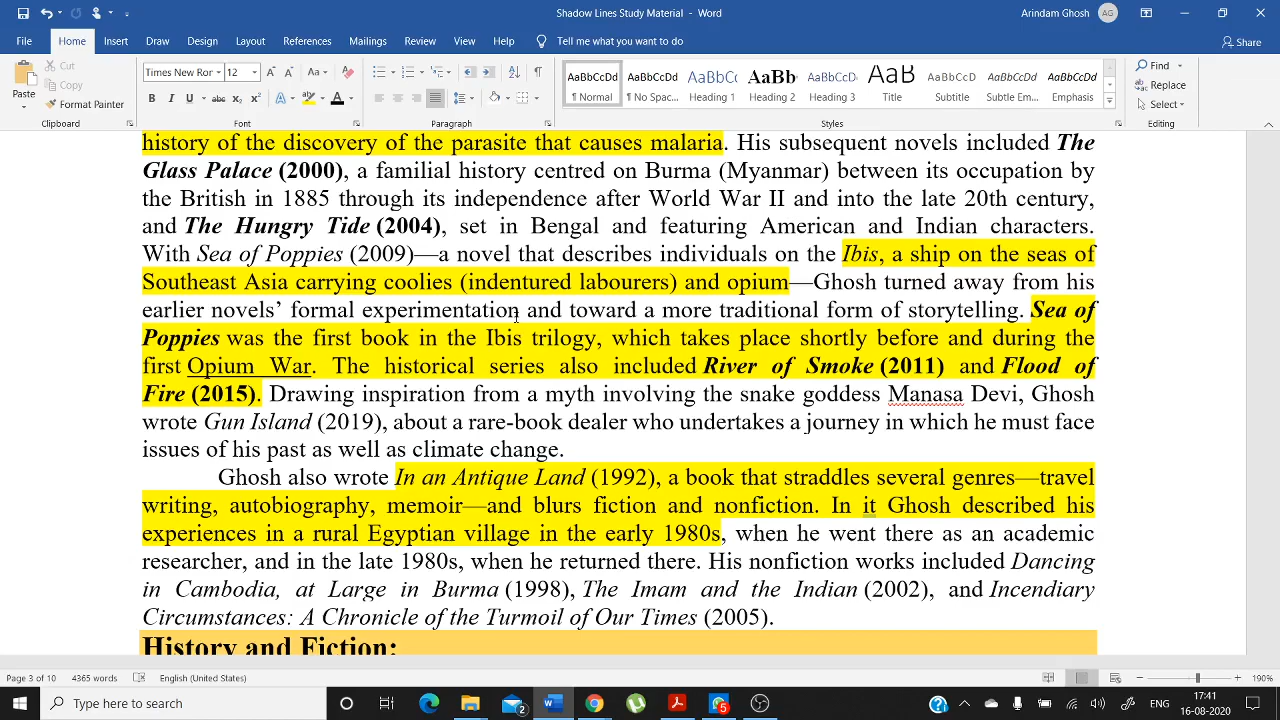 Shadow Lines Study Material - Word
Arindam Ghosh AG
File Home Insert Draw Design Layout References Mailings Review View Help Tell me what you want to do Share
Paste Cut Copy Format Painter
Times New Ror 12 Aa
B I U abc x₂ x² A A
AaBbCcDd AaBbCcDd AaBbCc AaBbCc AaBbCcD AaB AaBbCcD AaBbCcDd AaBbCcDd
¶ Normal ¶ No Spac... Heading 1 Heading 2 Heading 3 Title Subtitle Subtle Em... Emphasis
Find Replace Select
Clipboard Font Paragraph Styles Editing
history of the discovery of the parasite that causes malaria. His subsequent novels included The
Glass Palace (2000), a familial history centred on Burma (Myanmar) between its occupation by
the British in 1885 through its independence after World War II and into the late 20th century,
and The Hungry Tide (2004), set in Bengal and featuring American and Indian characters.
With Sea of Poppies (2009)—a novel that describes individuals on the Ibis, a ship on the seas of
Southeast Asia carrying coolies (indentured labourers) and opium—Ghosh turned away from his
earlier novels’ formal experimentation and toward a more traditional form of storytelling. Sea of
Poppies was the first book in the Ibis trilogy, which takes place shortly before and during the
first Opium War. The historical series also included River of Smoke (2011) and Flood of
Fire (2015). Drawing inspiration from a myth involving the snake goddess Manasa Devi, Ghosh
wrote Gun Island (2019), about a rare-book dealer who undertakes a journey in which he must face
issues of his past as well as climate change.
Ghosh also wrote In an Antique Land (1992), a book that straddles several genres—travel
writing, autobiography, memoir—and blurs fiction and nonfiction. In it Ghosh described his
experiences in a rural Egyptian village in the early 1980s, when he went there as an academic
researcher, and in the late 1980s, when he returned there. His nonfiction works included Dancing
in Cambodia, at Large in Burma (1998), The Imam and the Indian (2002), and Incendiary
Circumstances: A Chronicle of the Turmoil of Our Times (2005).
History and Fiction:
Page 3 of 10 4365 words English (United States) 190%
Type here to search 2 5 17:41
16-08-2020